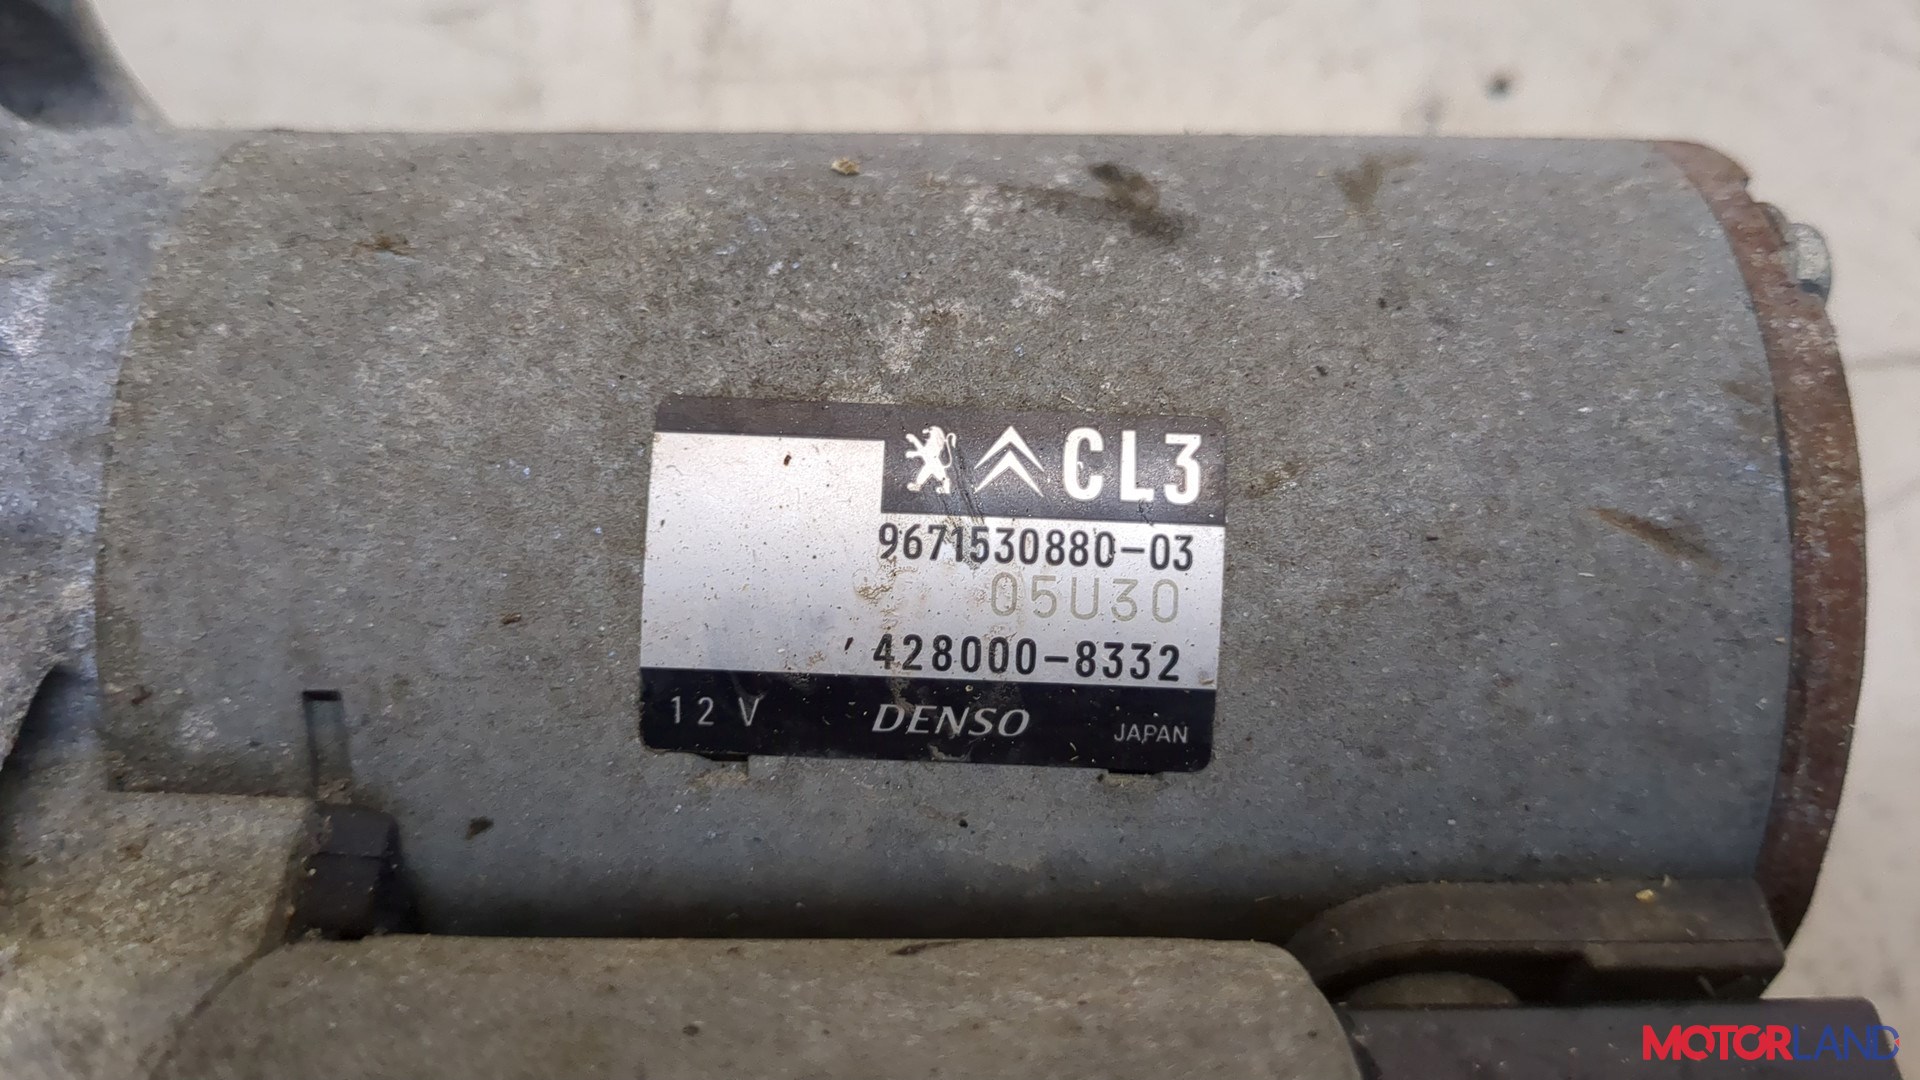 CL3
9671530880-03
05U30
428000-8332
12 V DENSO JAPAN
MOTORLAND